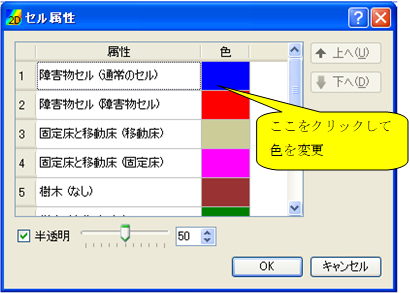 2D セル属性
属性 色
上へ(U)
1 障害物セル (通常のセル)
下へ(D)
2 障害物セル (障害物セル)
ここをクリックして
色を変更
3 固定床と移動床 (移動床)
4 固定床と移動床 (固定床)
5 樹木 (なし)
半透明 50
OK キャンセル